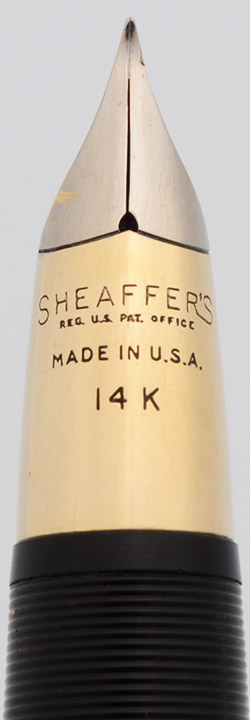 SHEAFFER'S
REG. U.S. PAT. OFFICE
MADE IN U.S.A.
14 K